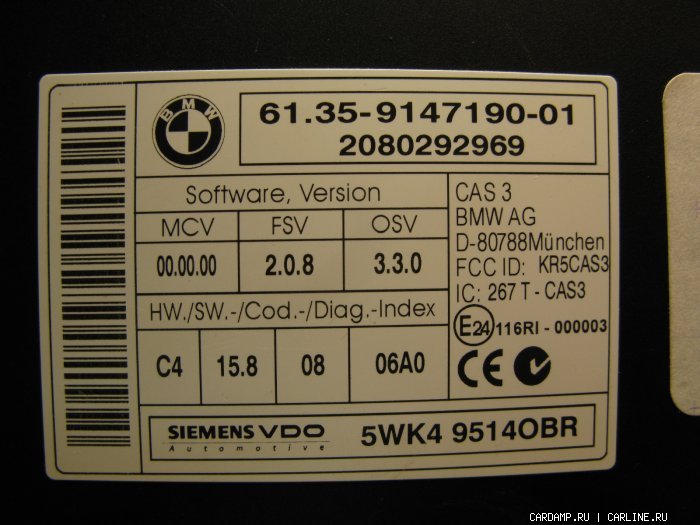 BMW
61.35-9147190-01
2080292969
Software, Version
MCV FSV OSV
00.00.00 2.0.8 3.3.0
HW./SW.-/Cod.-/Diag.-Index
C4 15.8 08 06A0
CAS 3
BMW AG
D-80788München
FCC ID: KR5CAS3
IC: 267 T - CAS3
E24 116RI - 000003
CE
SIEMENS VDO
Automotive
5WK4 9514OBR
CARDAMP.RU | CARLINE.RU